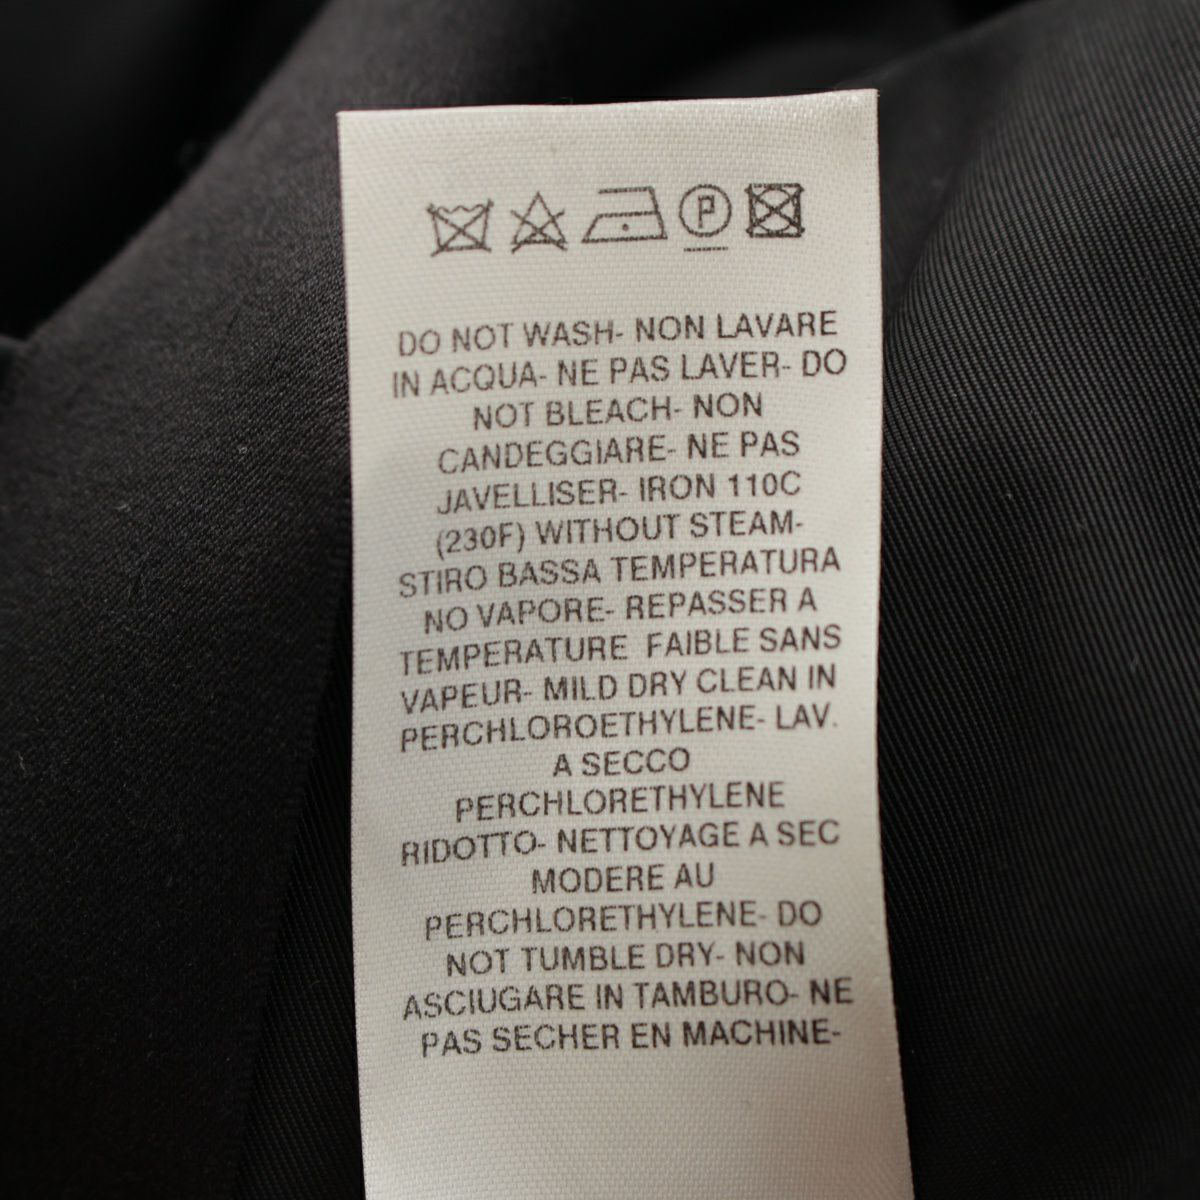 P
DO NOT WASH- NON LAVARE
IN ACQUA- NE PAS LAVER- DO
NOT BLEACH- NON
CANDEGGIARE- NE PAS
JAVELLISER- IRON 110C
(230F) WITHOUT STEAM-
STIRO BASSA TEMPERATURA
NO VAPORE- REPASSER A
TEMPERATURE FAIBLE SANS
VAPEUR- MILD DRY CLEAN IN
PERCHLOROETHYLENE- LAV.
A SECCO
PERCHLORETHYLENE
RIDOTTO- NETTOYAGE A SEC
MODERE AU
PERCHLORETHYLENE- DO
NOT TUMBLE DRY- NON
ASCIUGARE IN TAMBURO- NE
PAS SECHER EN MACHINE-